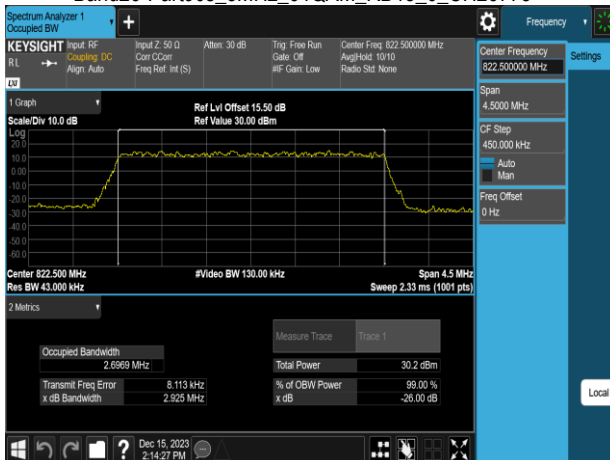 Spectrum Analyzer 1
Occupied BW
Frequency
KEYSIGHT
Input: RF
Coupling: DC
Align: Auto
Input Z: 50 Ω
Corr CCorr
Freq Ref: Int (S)
Atten: 30 dB
Trig: Free Run
Gate: Off
#IF Gain: Low
Center Freq: 822.500000 MHz
Avg|Hold: 10/10
Radio Std: None
R L
LXI
Center Frequency
822.500000 MHz
Settings
Span
4.5000 MHz
CF Step
450.000 kHz
Auto
Man
Freq Offset
0 Hz
1 Graph
Ref Lvl Offset 15.50 dB
Scale/Div 10.0 dB
Ref Value 30.00 dBm
Log
20.0
10.0
0.00
-10.0
-20.0
-30.0
-40.0
-50.0
-60.0
Center 822.500 MHz
#Video BW 130.00 kHz
Span 4.5 MHz
Res BW 43.000 kHz
Sweep 2.33 ms (1001 pts)
2 Metrics
Measure Trace
Trace 1
Occupied Bandwidth
2.6969 MHz
Total Power
30.2 dBm
Transmit Freq Error
8.113 kHz
% of OBW Power
99.00 %
x dB Bandwidth
2.925 MHz
x dB
-26.00 dB
Local
?
Dec 15, 2023
2:14:27 PM